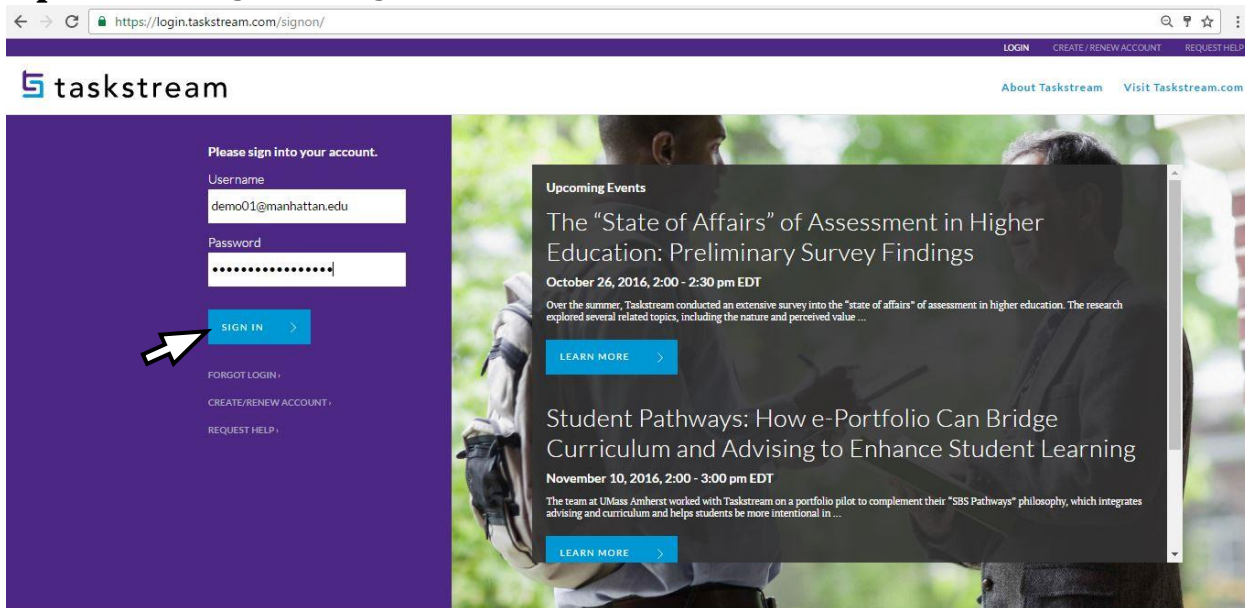 https://login.taskstream.com/signon/
LOGIN CREATE / RENEW ACCOUNT REQUEST HELP
taskstream
About Taskstream Visit Taskstream.com
Please sign into your account.
Username
demo01@manhattan.edu
Password
•••••••••••••••••
SIGN IN >
FORGOT LOGIN ›
CREATE/RENEW ACCOUNT ›
REQUEST HELP ›
Upcoming Events
The “State of Affairs” of Assessment in Higher
Education: Preliminary Survey Findings
October 26, 2016, 2:00 - 2:30 pm EDT
Over the summer, Taskstream conducted an extensive survey into the "state of affairs" of assessment in higher education. The research
explored several related topics, including the nature and perceived value ...
LEARN MORE >
Student Pathways: How e-Portfolio Can Bridge
Curriculum and Advising to Enhance Student Learning
November 10, 2016, 2:00 - 3:00 pm EDT
The team at UMass Amherst worked with Taskstream on a portfolio pilot to complement their "SBS Pathways" philosophy, which integrates
advising and curriculum and helps students be more intentional in ...
LEARN MORE >